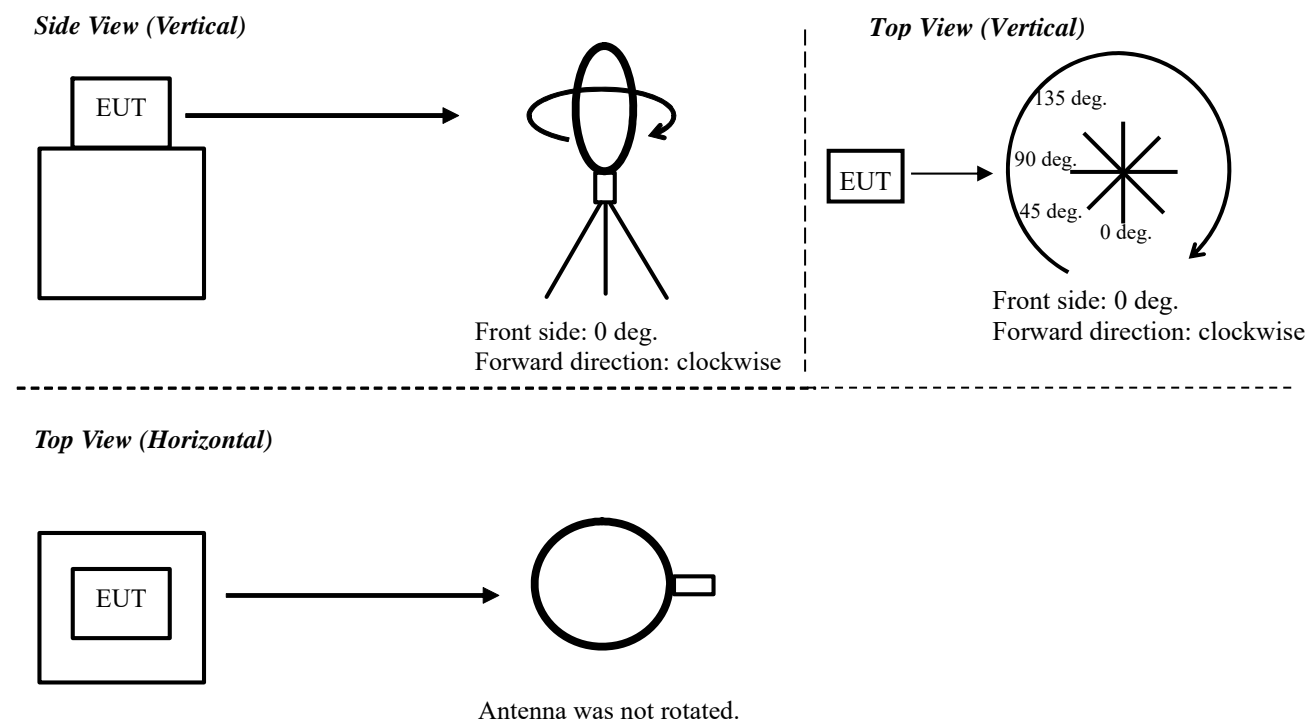 Side View (Vertical)
EUT
Front side: 0 deg.
Forward direction: clockwise
Top View (Vertical)
135 deg.
90 deg.
EUT
45 deg.
0 deg.
Front side: 0 deg.
Forward direction: clockwise
Top View (Horizontal)
EUT
Antenna was not rotated.